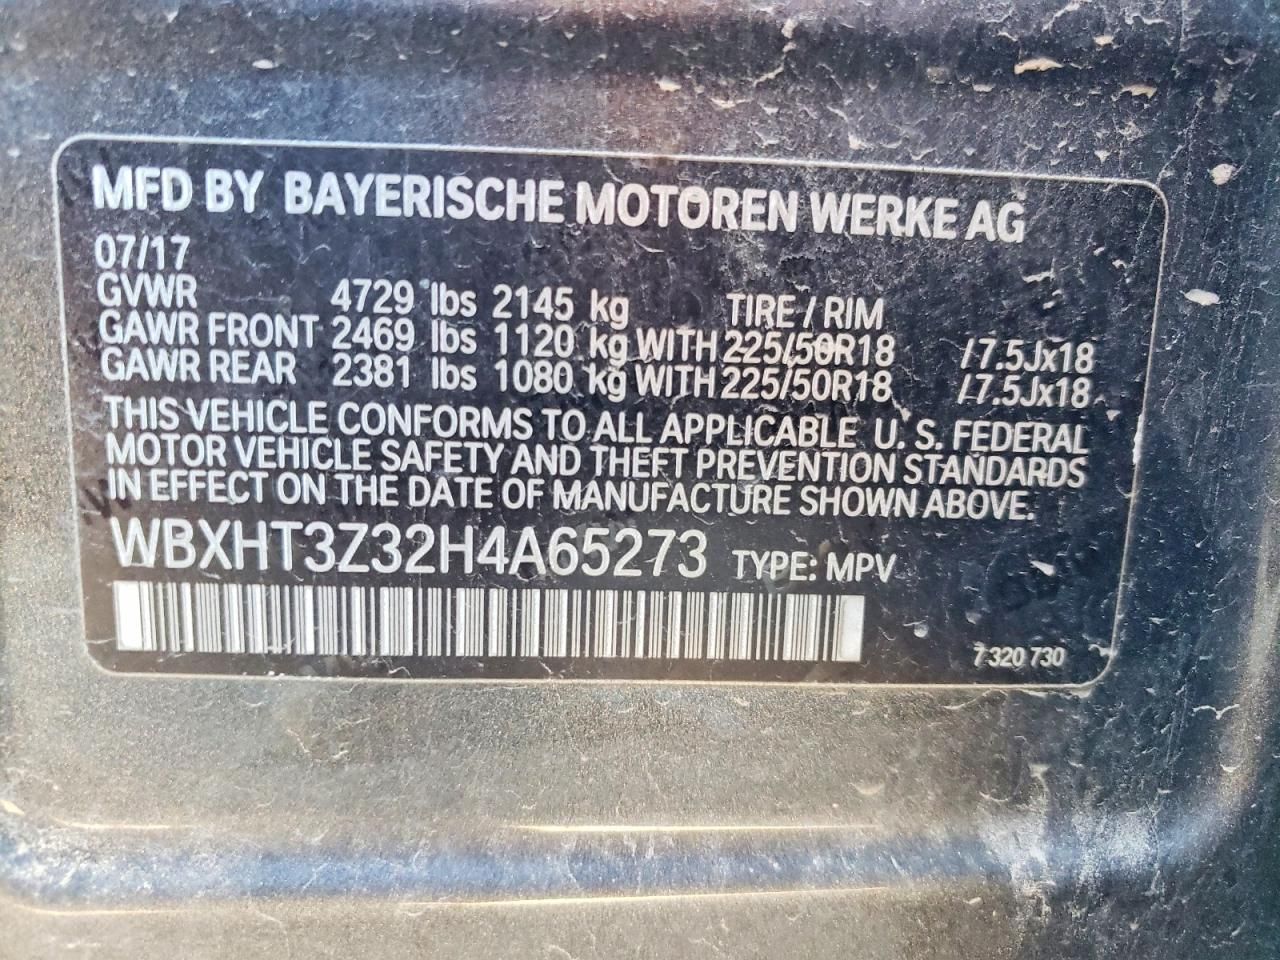 MFD BY BAYERISCHE MOTOREN WERKE AG
07/17
GVWR 4729 lbs 2145 kg TIRE / RIM
GAWR FRONT 2469 lbs 1120 kg WITH 225/50R18 /7.5Jx18
GAWR REAR 2381 lbs 1080 kg WITH 225/50R18 /7.5Jx18
THIS VEHICLE CONFORMS TO ALL APPLICABLE U. S. FEDERAL
MOTOR VEHICLE SAFETY AND THEFT PREVENTION STANDARDS
IN EFFECT ON THE DATE OF MANUFACTURE SHOWN ABOVE.
WBXHT3Z32H4A65273 TYPE: MPV
7 320 730